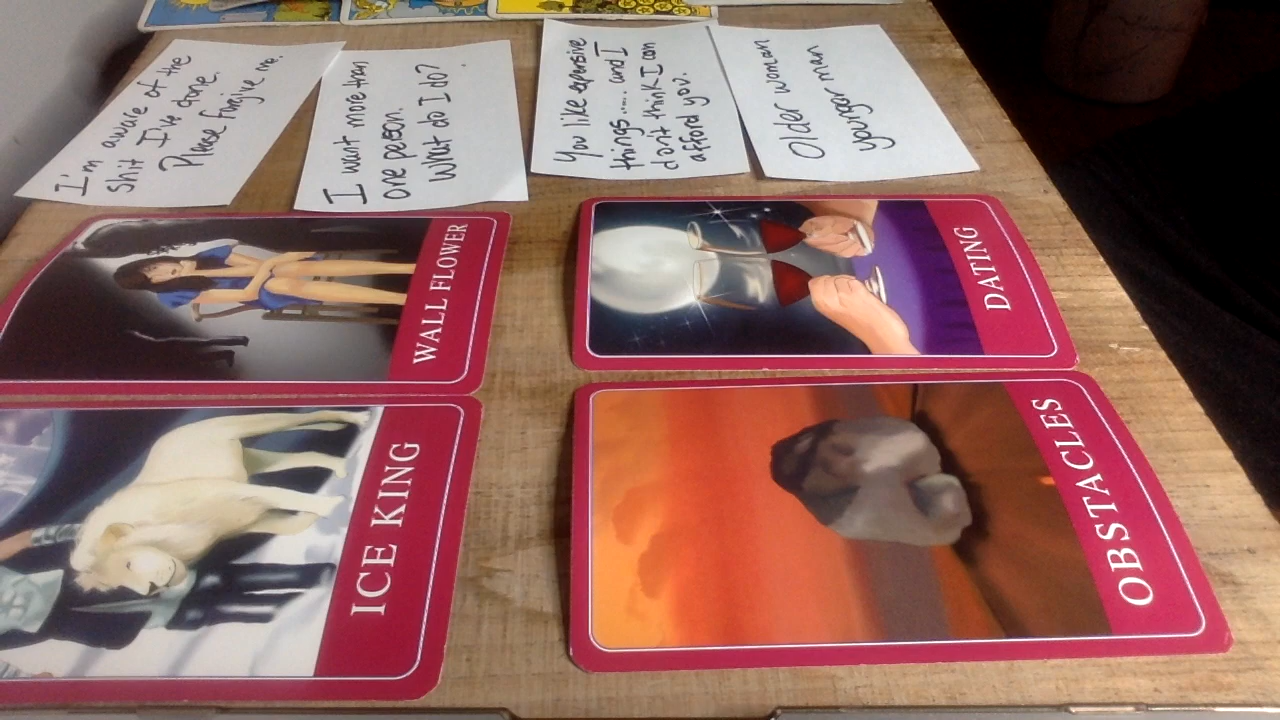 I'm aware of the
shit I've done.
Please forgive me.
I want more than
one person.
What do I do?
You like expensive
things..... and I
don't think I can
afford you.
Older woman
younger man
WALL FLOWER
DATING
ICE KING
OBSTACLES